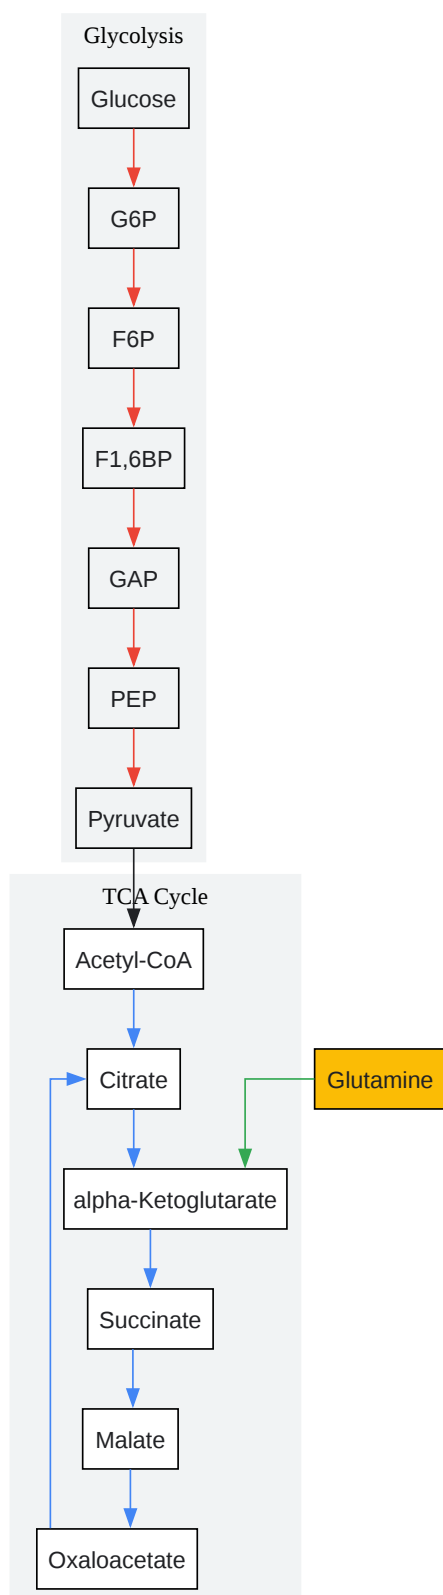 Glycolysis
Glucose
G6P
F6P
F1,6BP
GAP
PEP
Pyruvate
TCA Cycle
Acetyl-CoA
Citrate
Glutamine
alpha-Ketoglutarate
Succinate
Malate
Oxaloacetate